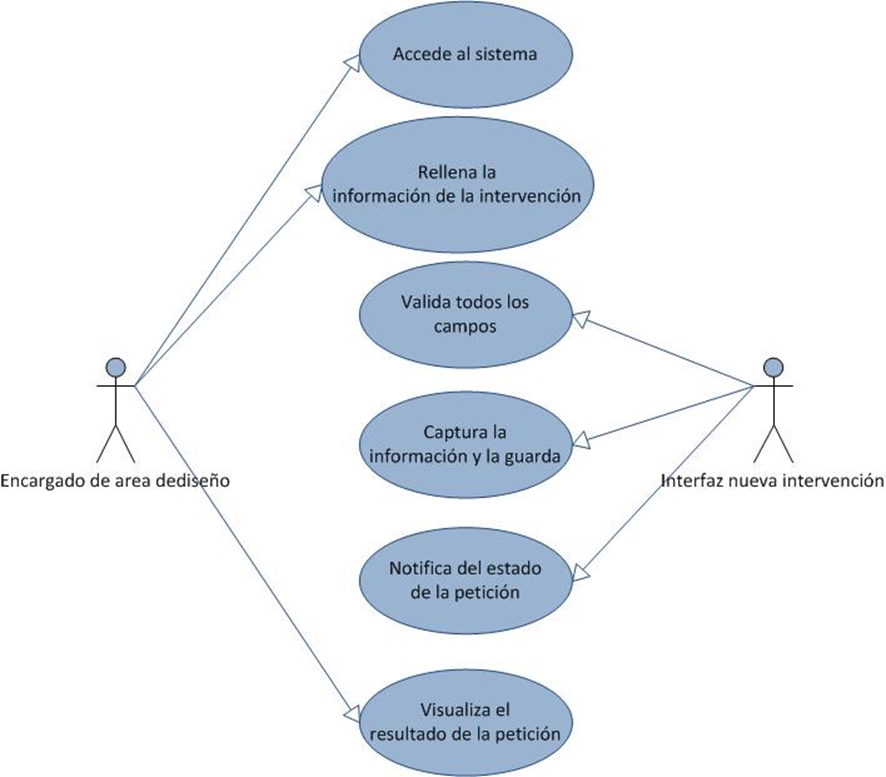 Accede al sistema
Rellena la
información de la intervención
Valida todos los
campos
Captura la
información y la guarda
Encargado de area dediseño
Interfaz nueva intervención
Notifica del estado
de la petición
Visualiza el
resultado de la petición